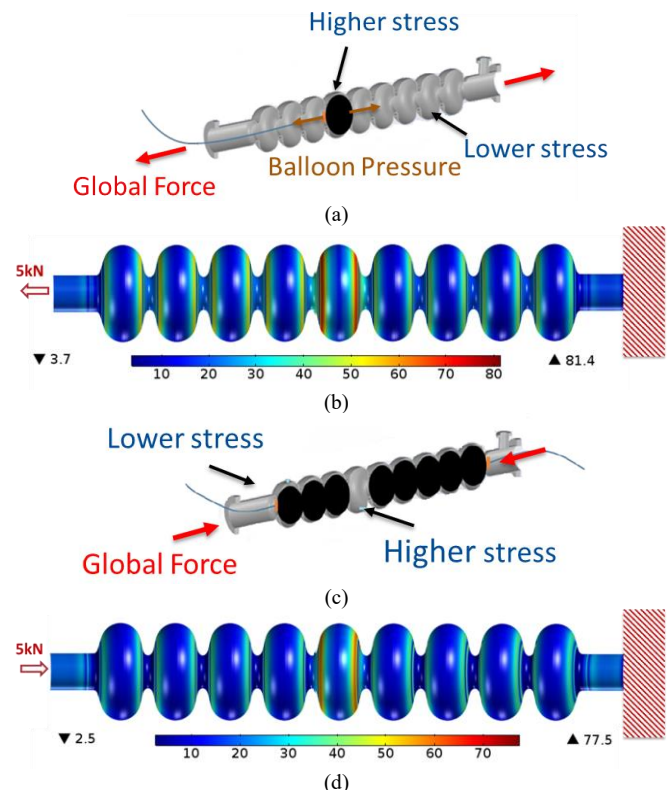 Higher stress
Lower stress
Balloon Pressure
Global Force
(a)
5kN
▼ 3.7
10 20 30 40 50 60 70 80
▲ 81.4
(b)
Lower stress
Global Force
Higher stress
(c)
5kN
▼ 2.5
10 20 30 40 50 60 70
▲ 77.5
(d)